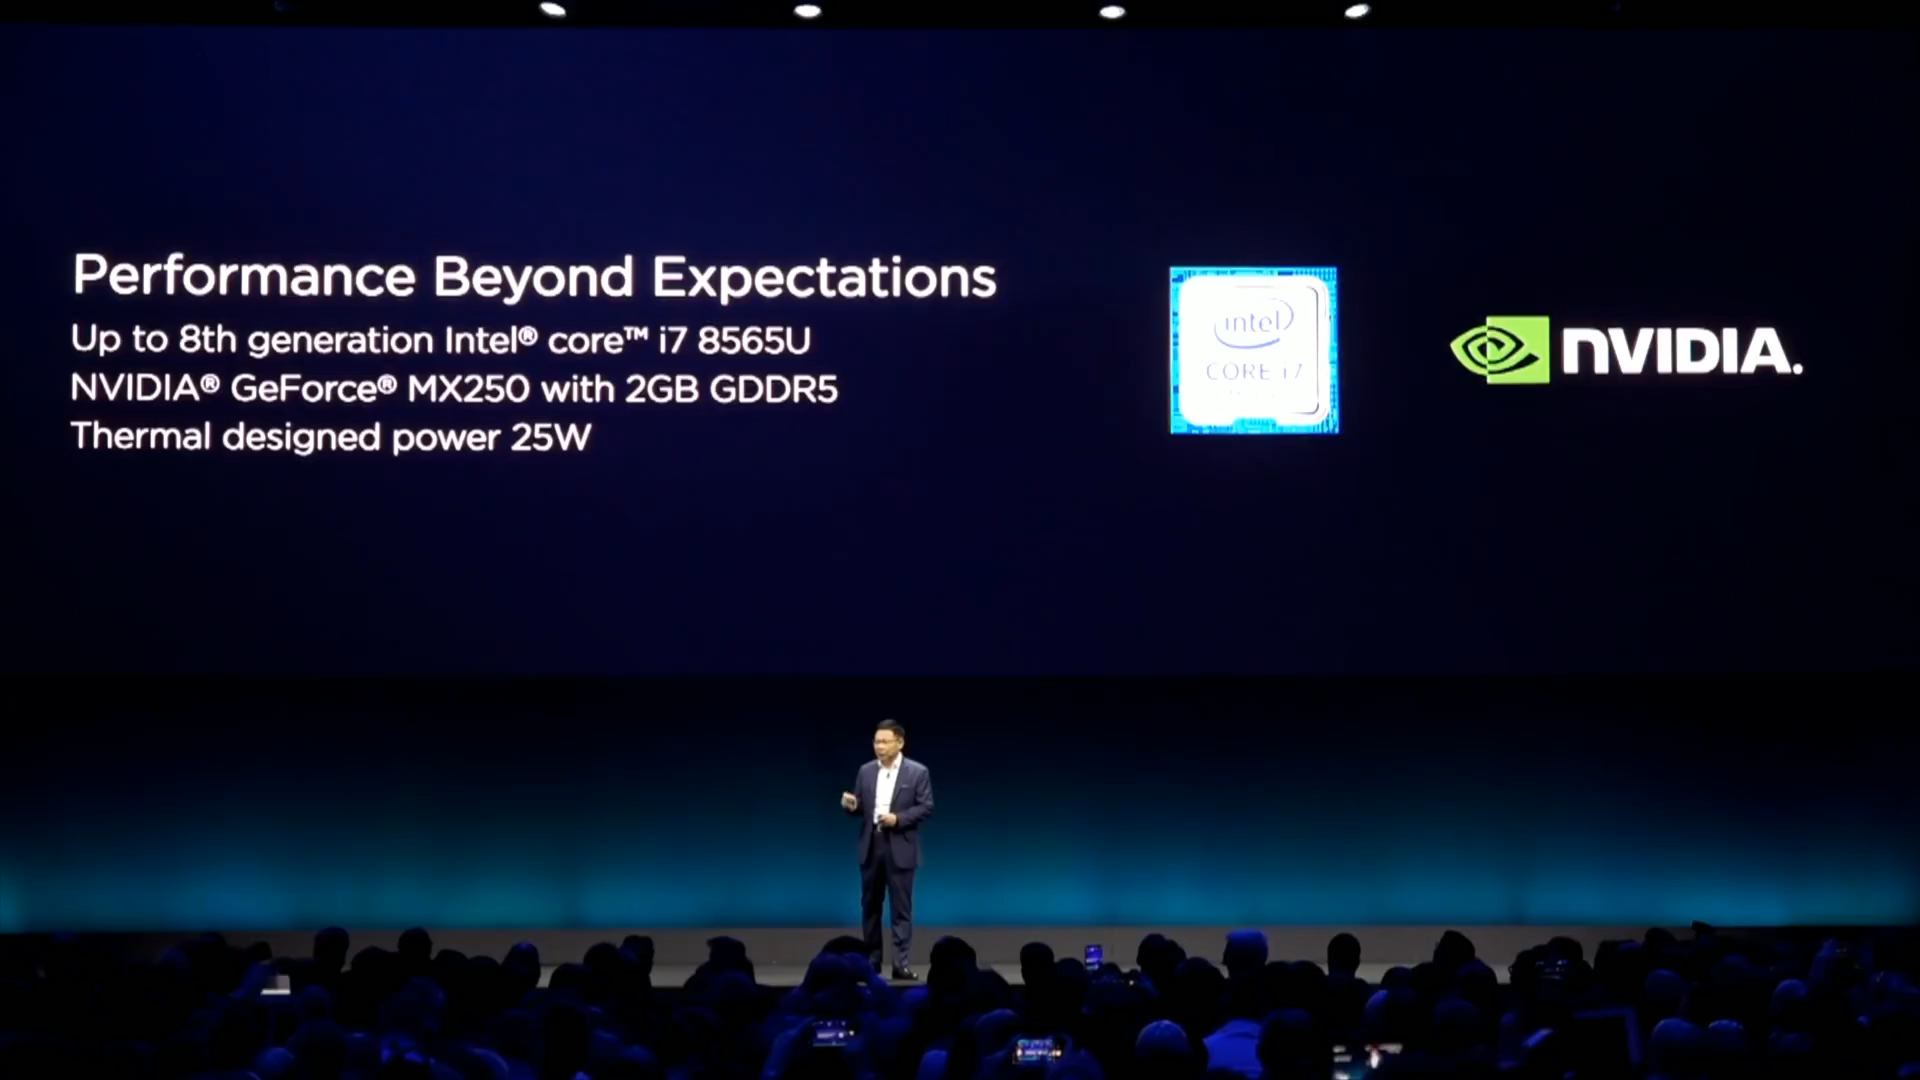 Performance Beyond Expectations
Up to 8th generation Intel® core™ i7 8565U
NVIDIA® GeForce® MX250 with 2GB GDDR5
Thermal designed power 25W
intel
CORE i7
NVIDIA.